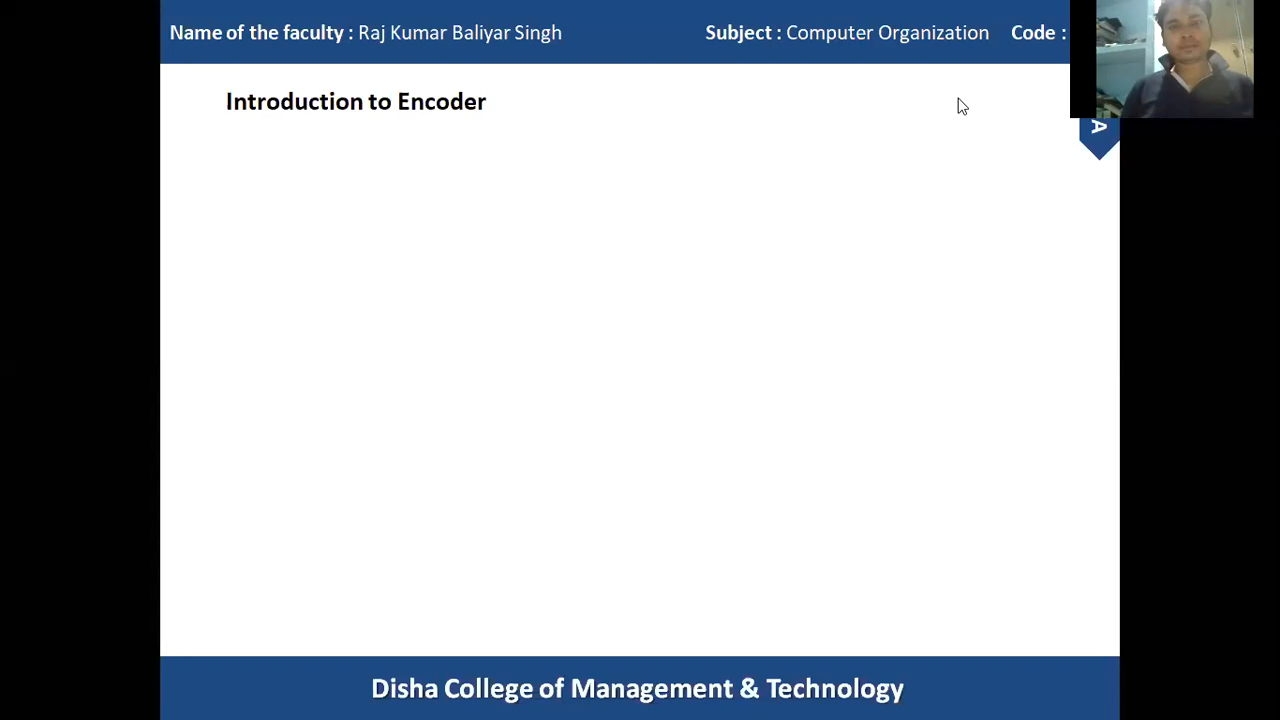 Name of the faculty : Raj Kumar Baliyar Singh Subject : Computer Organization Code :
A
Introduction to Encoder
Disha College of Management & Technology